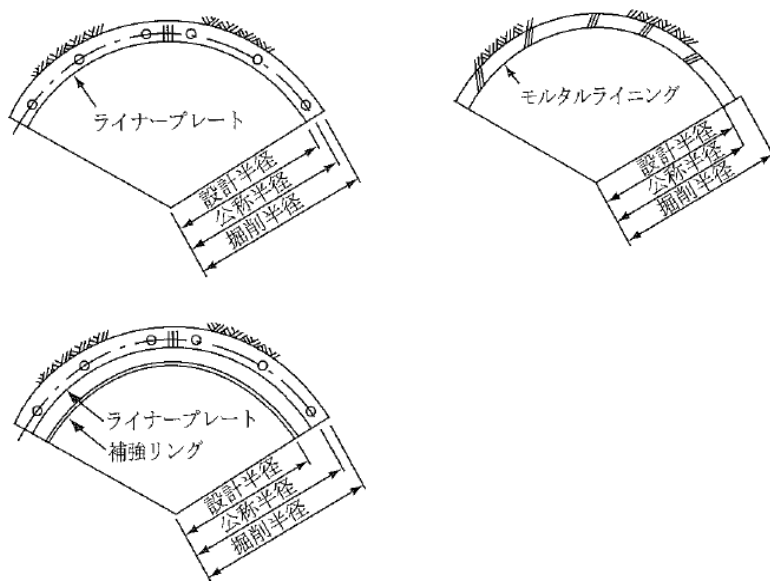 ライナープレート
設計半径
公称半径
掘削半径
モルタルライニング
設計半径
公称半径
掘削半径
ライナープレート
補強リング
設計半径
公称半径
掘削半径